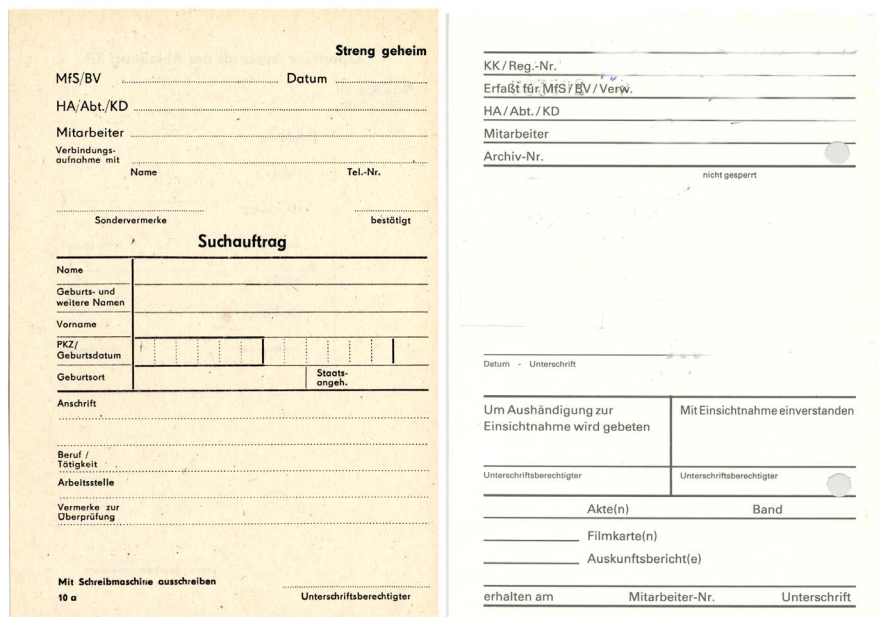 Streng geheim
MfS/BV Datum
HA/Abt./KD
Mitarbeiter
Verbindungs-
aufnahme mit
Name Tel.-Nr.
Sondervermerke bestätigt
Suchauftrag
Name
Geburts- und
weitere Namen
Vorname
PKZ/
Geburtsdatum
Geburtsort Staats-
angeh.
Anschrift
Beruf /
Tätigkeit
Arbeitsstelle
Vermerke zur
Überprüfung
Mit Schreibmaschine ausschreiben
10 a Unterschriftsberechtigter
KK/Reg.-Nr.
Erfaßt für MfS/BV/Verw.
HA/Abt./KD
Mitarbeiter
Archiv-Nr.
nicht gesperrt
Datum - Unterschrift
Um Aushändigung zur
Einsichtnahme wird gebeten
Mit Einsichtnahme einverstanden
Unterschriftsberechtigter Unterschriftsberechtigter
Akte(n) Band
Filmkarte(n)
Auskunftsbericht(e)
erhalten am Mitarbeiter-Nr. Unterschrift